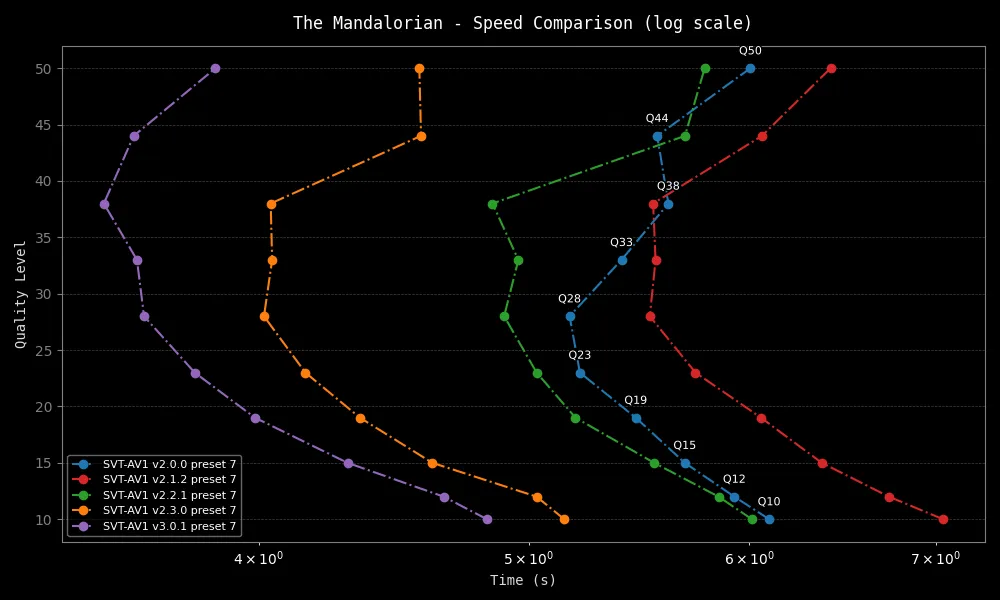 The Mandalorian - Speed Comparison (log scale)
Quality Level
50
45
40
35
30
25
20
15
10
Q50
Q44
Q38
Q33
Q28
Q23
Q19
Q15
Q12
Q10
SVT-AV1 v2.0.0 preset 7
SVT-AV1 v2.1.2 preset 7
SVT-AV1 v2.2.1 preset 7
SVT-AV1 v2.3.0 preset 7
SVT-AV1 v3.0.1 preset 7
4 × 10⁰ 5 × 10⁰ 6 × 10⁰ 7 × 10⁰
Time (s)